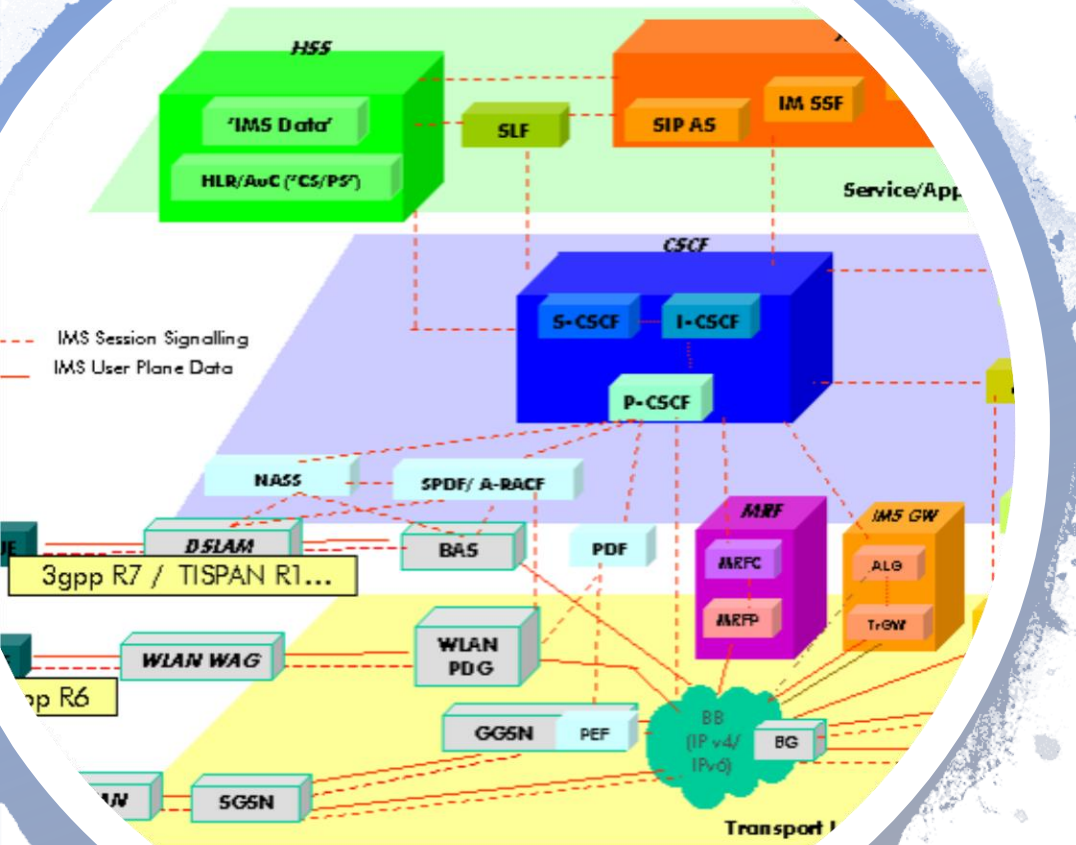 HSS
'IMS Data'
HLR/AuC ('CS/PS')
SLF
SIP AS
IM SSF
Service/App
CSCF
S-CSCF
I-CSCF
P-CSCF
IMS Session Signalling
IMS User Plane Data
NASS
SPDF/ A-RACF
DSLAM
BAS
PDF
MRF
MRFC
MRFP
IMS GW
ALG
TrGW
3gpp R7 / TISPAN R1...
WLAN WAG
WLAN
PDG
pp R6
GGSN
PEF
BB
(IP v4/
IPv6)
BG
SGSN
Transport